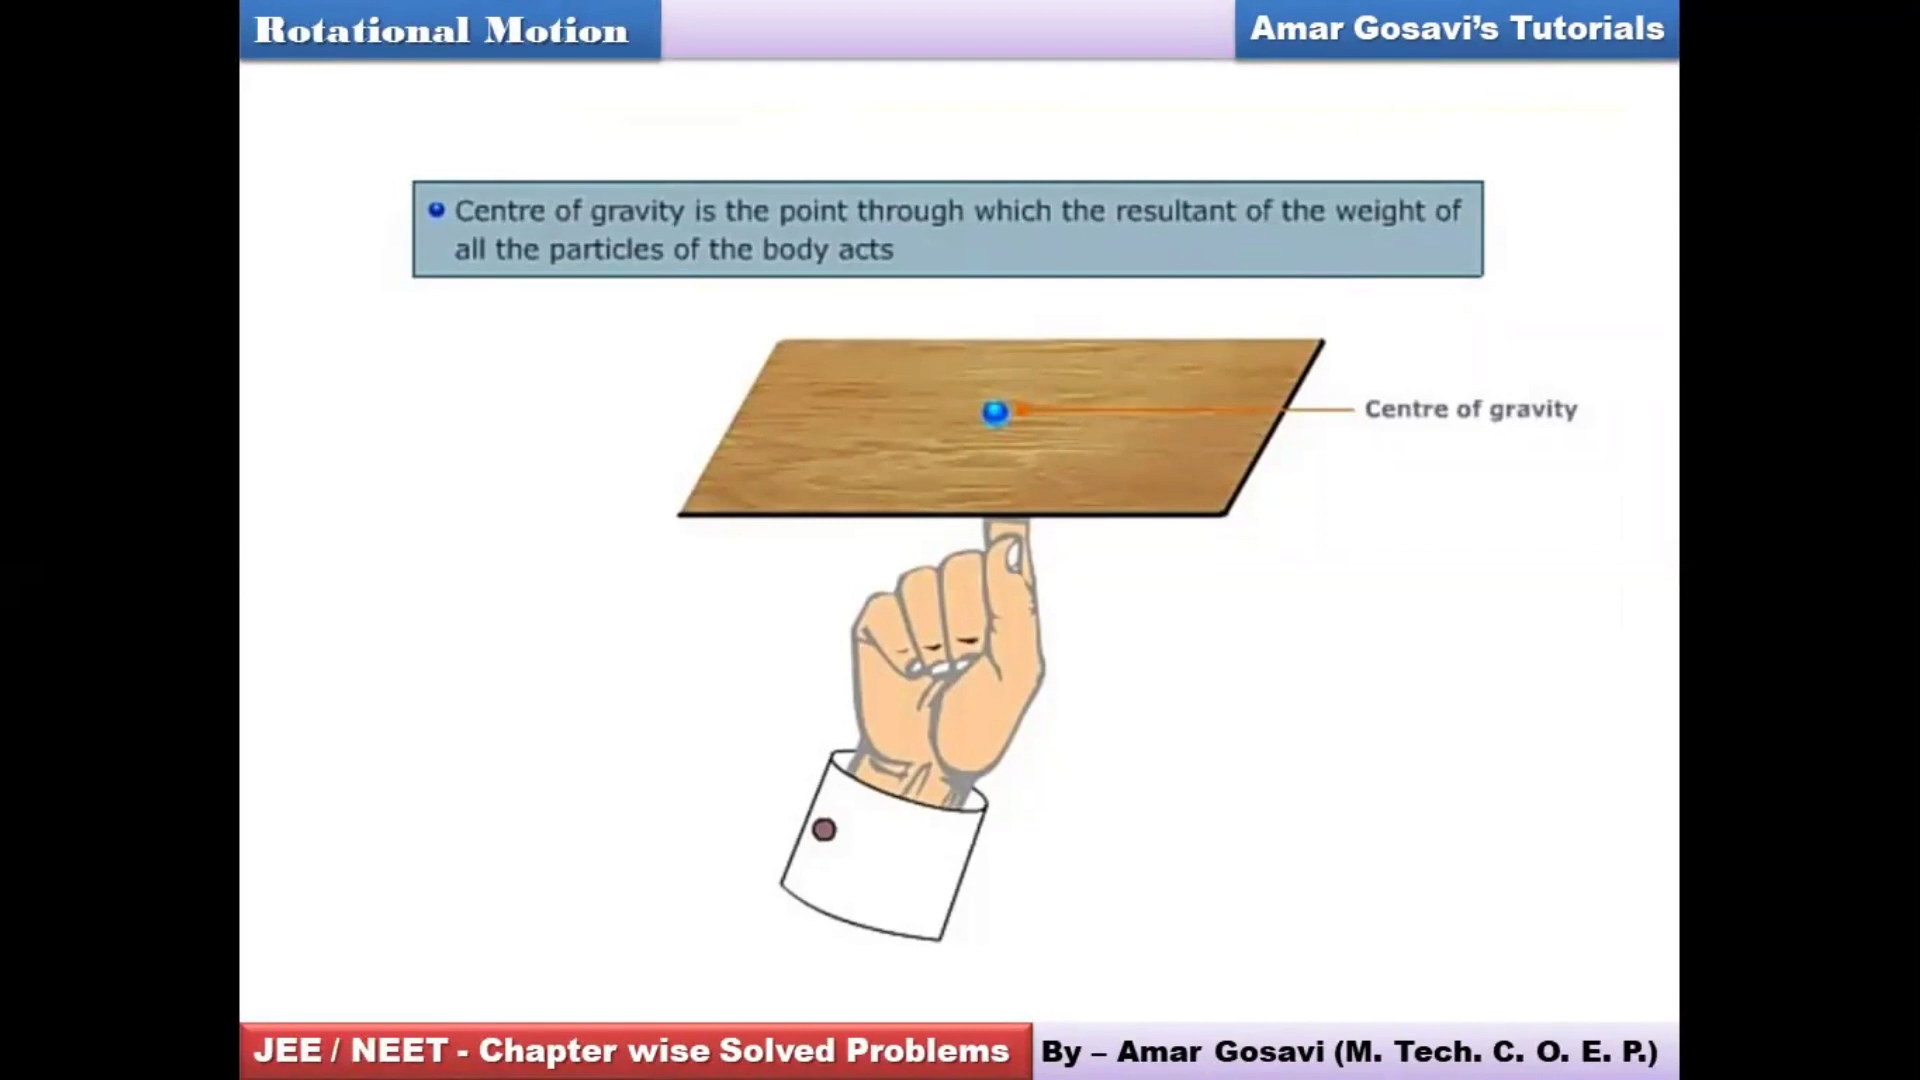 Rotational Motion
Amar Gosavi's Tutorials
Centre of gravity is the point through which the resultant of the weight of
all the particles of the body acts
Centre of gravity
JEE / NEET - Chapter wise Solved Problems
By – Amar Gosavi (M. Tech. C. O. E. P.)